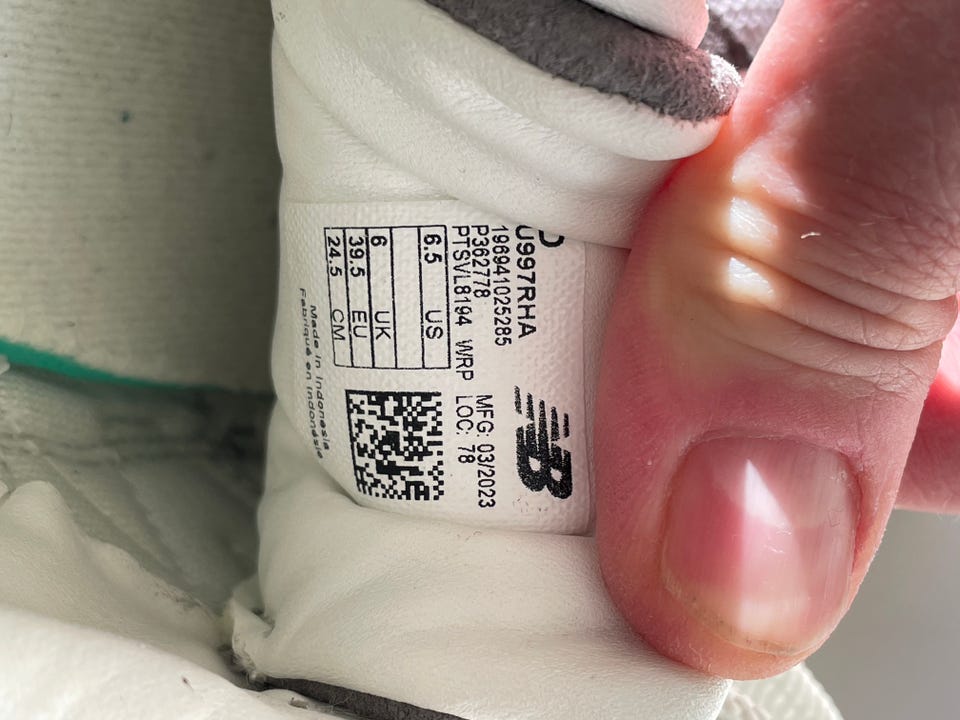 D
U997RHA
196941025285
P362778
PTSVL8194 WRP
MFG: 03/2023
LOC: 78
6.5 US
6 UK
39.5 EU
24.5 CM
Made in Indonesia
Fabriqué en Indonésie
NB